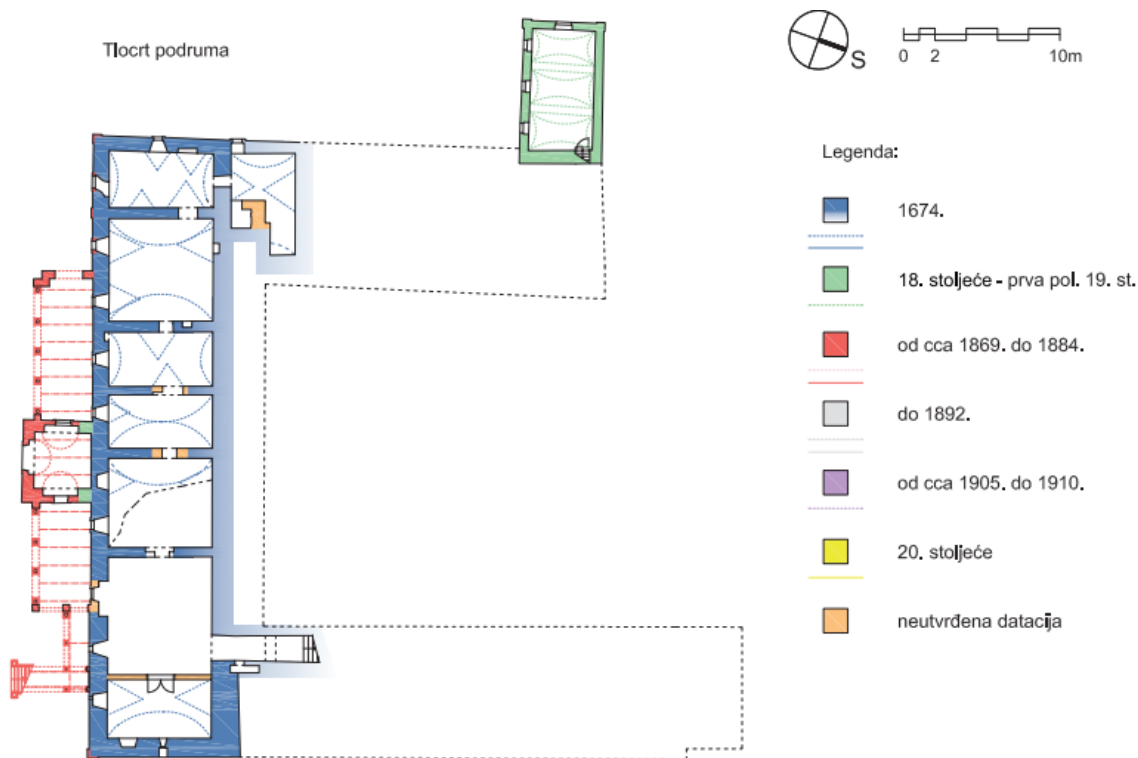 Tlocrt podruma
S
0 2 10m
Legenda:
1674.
18. stoljeće - prva pol. 19. st.
od cca 1869. do 1884.
do 1892.
od cca 1905. do 1910.
20. stoljeće
neutvrđena datacija